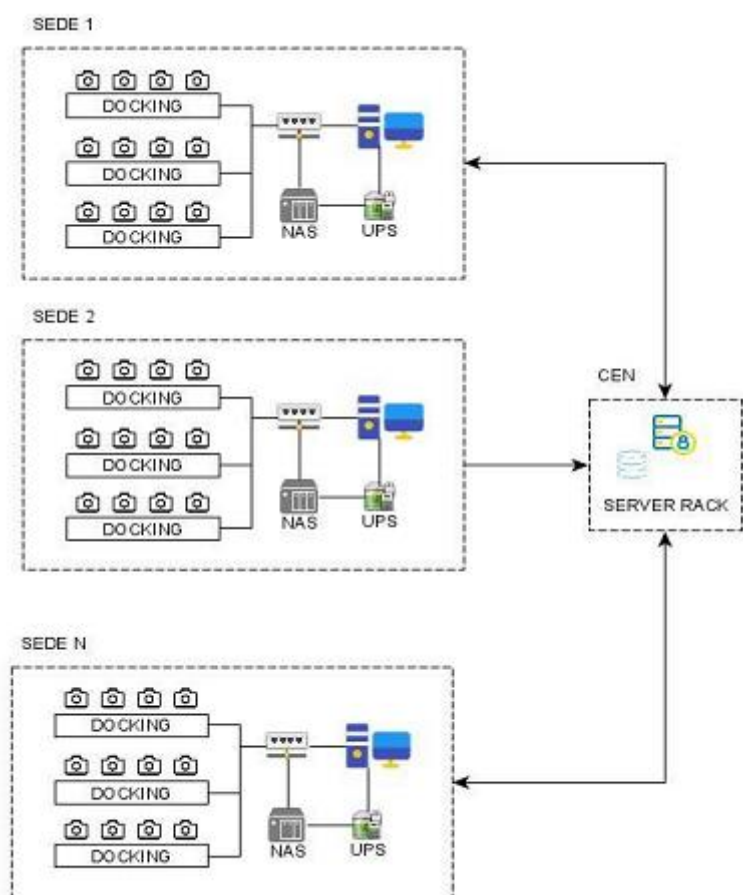 SEDE 1
DOCKING
DOCKING
DOCKING
NAS
UPS
SEDE 2
DOCKING
DOCKING
DOCKING
NAS
UPS
CEN
8
SERVER RACK
SEDE N
DOCKING
DOCKING
DOCKING
NAS
UPS